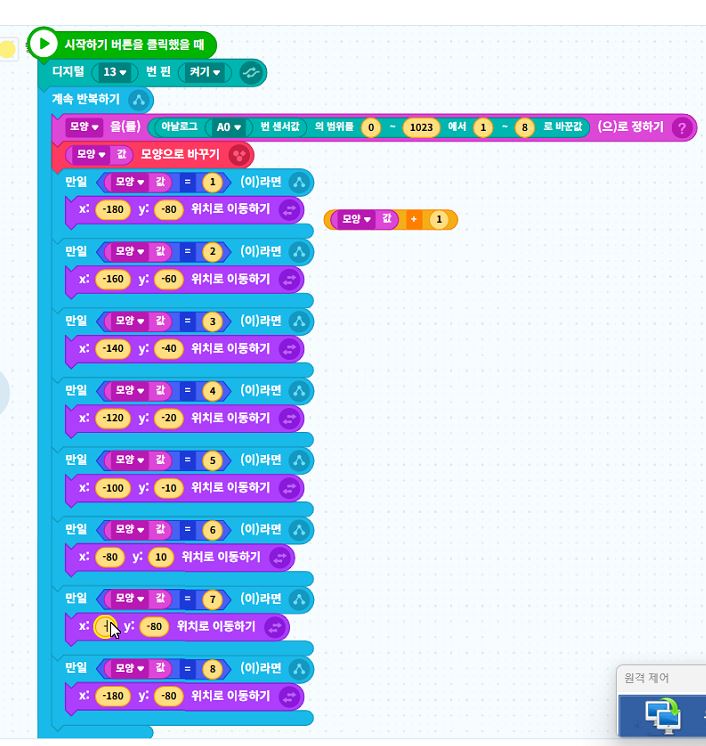 시작하기 버튼을 클릭했을 때
디지털 13 번 핀 켜기
계속 반복하기
모양 을(를) 아날로그 A0 번 센서값 의 범위를 0 ~ 1023 에서 1 ~ 8 로 바꾼값 (으)로 정하기 ?
모양 값 모양으로 바꾸기
만일 모양 값 = 1 (이)라면
x: -180 y: -80 위치로 이동하기
모양 값 + 1
만일 모양 값 = 2 (이)라면
x: -160 y: -60 위치로 이동하기
만일 모양 값 = 3 (이)라면
x: -140 y: -40 위치로 이동하기
만일 모양 값 = 4 (이)라면
x: -120 y: -20 위치로 이동하기
만일 모양 값 = 5 (이)라면
x: -100 y: -10 위치로 이동하기
만일 모양 값 = 6 (이)라면
x: -80 y: 10 위치로 이동하기
만일 모양 값 = 7 (이)라면
x: - y: -80 위치로 이동하기
만일 모양 값 = 8 (이)라면
x: -180 y: -80 위치로 이동하기
원격 제어